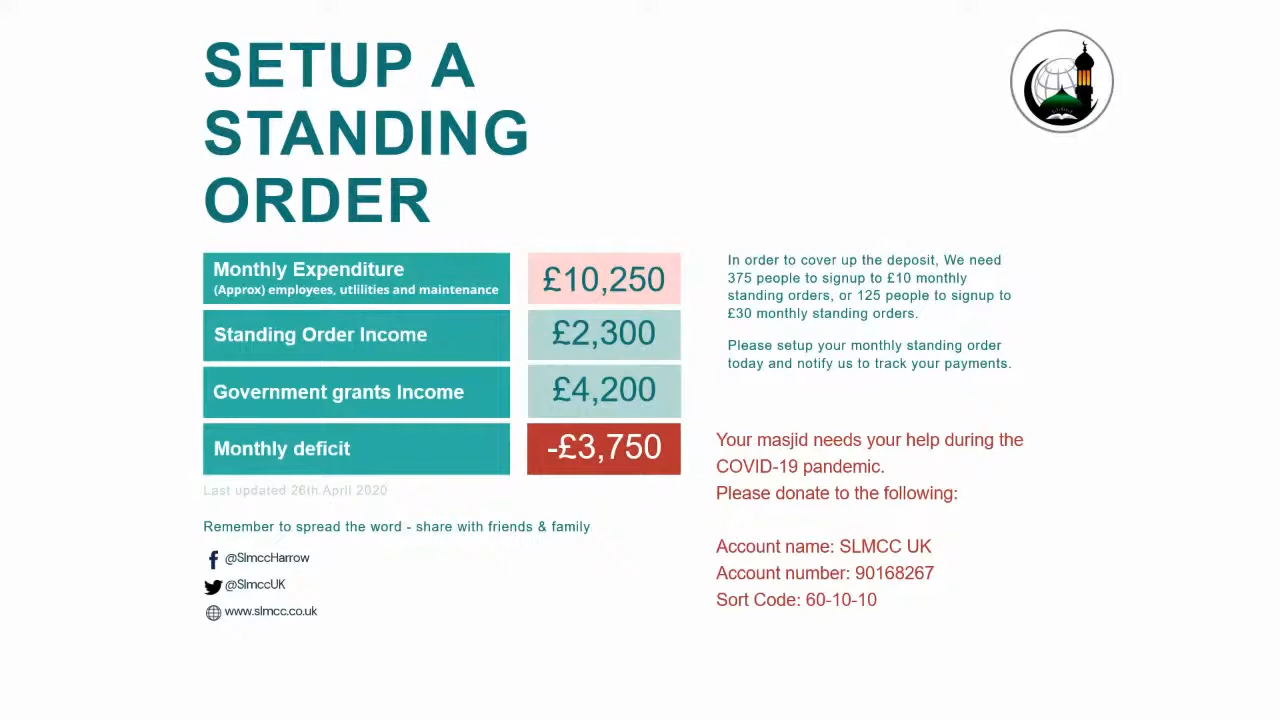 SETUP A
STANDING
ORDER
Monthly Expenditure
(Approx) employees, utlilities and maintenance
£10,250
Standing Order Income
£2,300
Government grants Income
£4,200
Monthly deficit
-£3,750
Last updated 26th April 2020
Remember to spread the word - share with friends & family
@SlmccHarrow
@SlmccUK
www.slmcc.co.uk
In order to cover up the deposit, We need
375 people to signup to £10 monthly
standing orders, or 125 people to signup to
£30 monthly standing orders.
Please setup your monthly standing order
today and notify us to track your payments.
Your masjid needs your help during the
COVID-19 pandemic.
Please donate to the following:
Account name: SLMCC UK
Account number: 90168267
Sort Code: 60-10-10